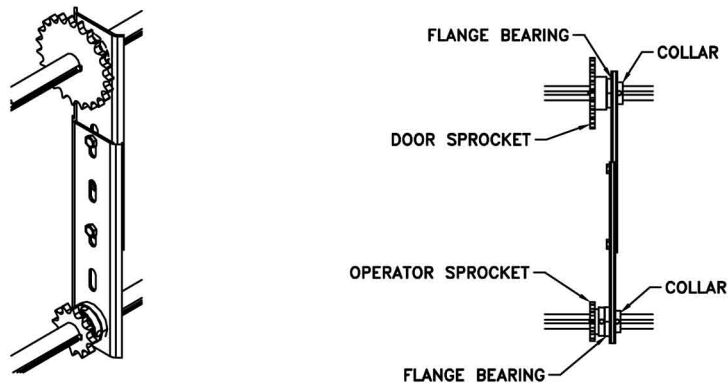 FLANGE BEARING
COLLAR
DOOR SPROCKET
OPERATOR SPROCKET
COLLAR
FLANGE BEARING